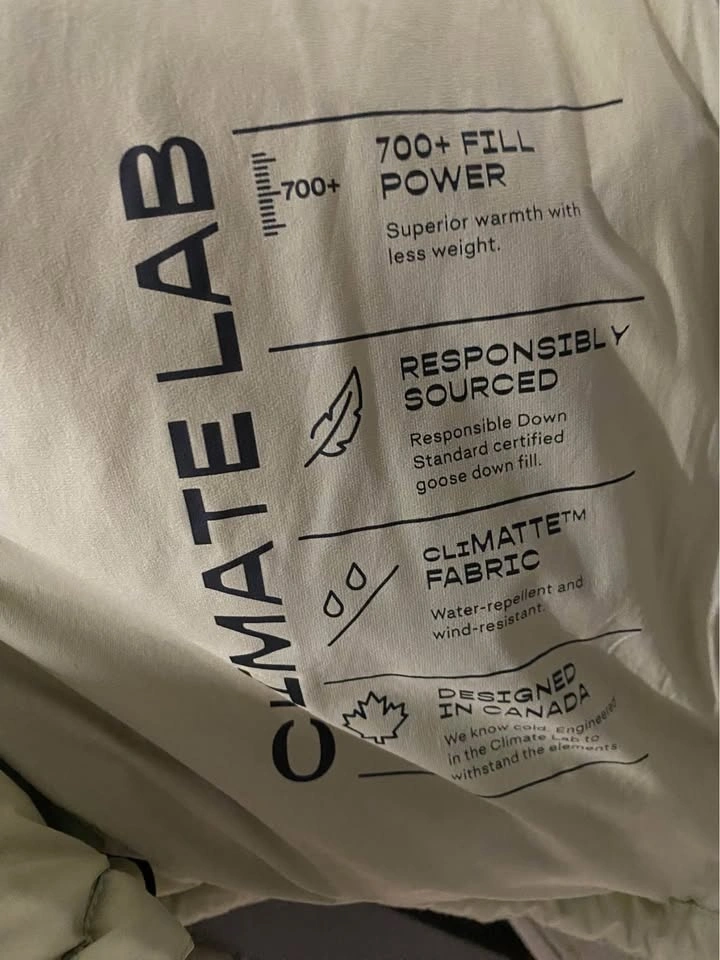 CLIMATE LAB
700+
700+ FILL
POWER
Superior warmth with
less weight.
RESPONSIBLY
SOURCED
Responsible Down
Standard certified
goose down fill.
CLIMATTE™
FABRIC
Water-repellent and
wind-resistant.
DESIGNED
IN CANADA
We know cold. Engineered
in the Climate Lab to
withstand the elements.